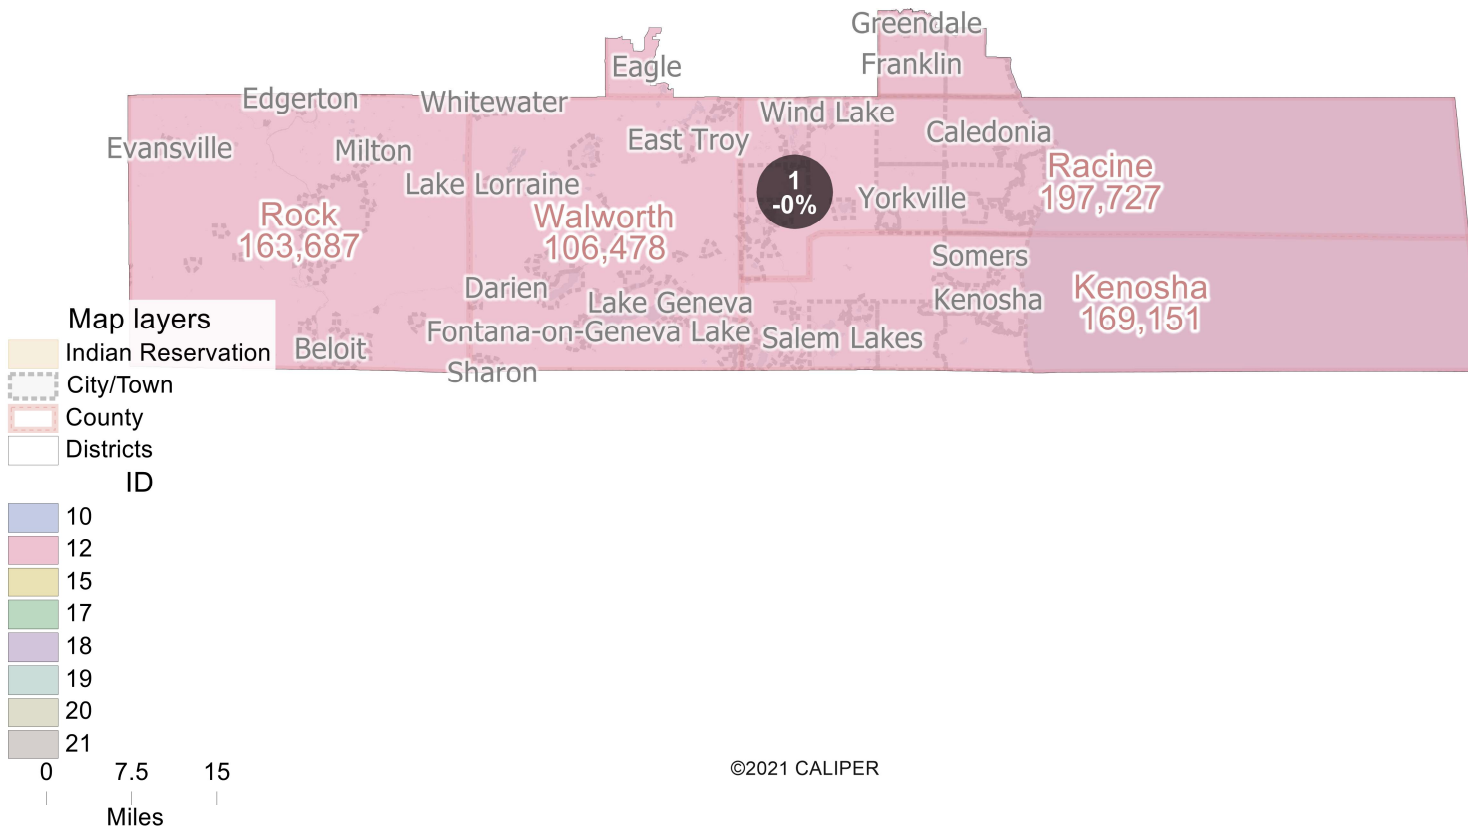 Greendale
Franklin
Eagle
Edgerton
Whitewater
Wind Lake
Evansville
Milton
East Troy
Caledonia
Lake Lorraine
Yorkville
Racine
197,727
1
-0%
Rock
163,687
Walworth
106,478
Somers
Darien
Lake Geneva
Kenosha
Kenosha
169,151
Fontana-on-Geneva Lake
Salem Lakes
Beloit
Sharon
Map layers
Indian Reservation
City/Town
County
Districts
ID
10
12
15
17
18
19
20
21
0 7.5 15
Miles
©2021 CALIPER